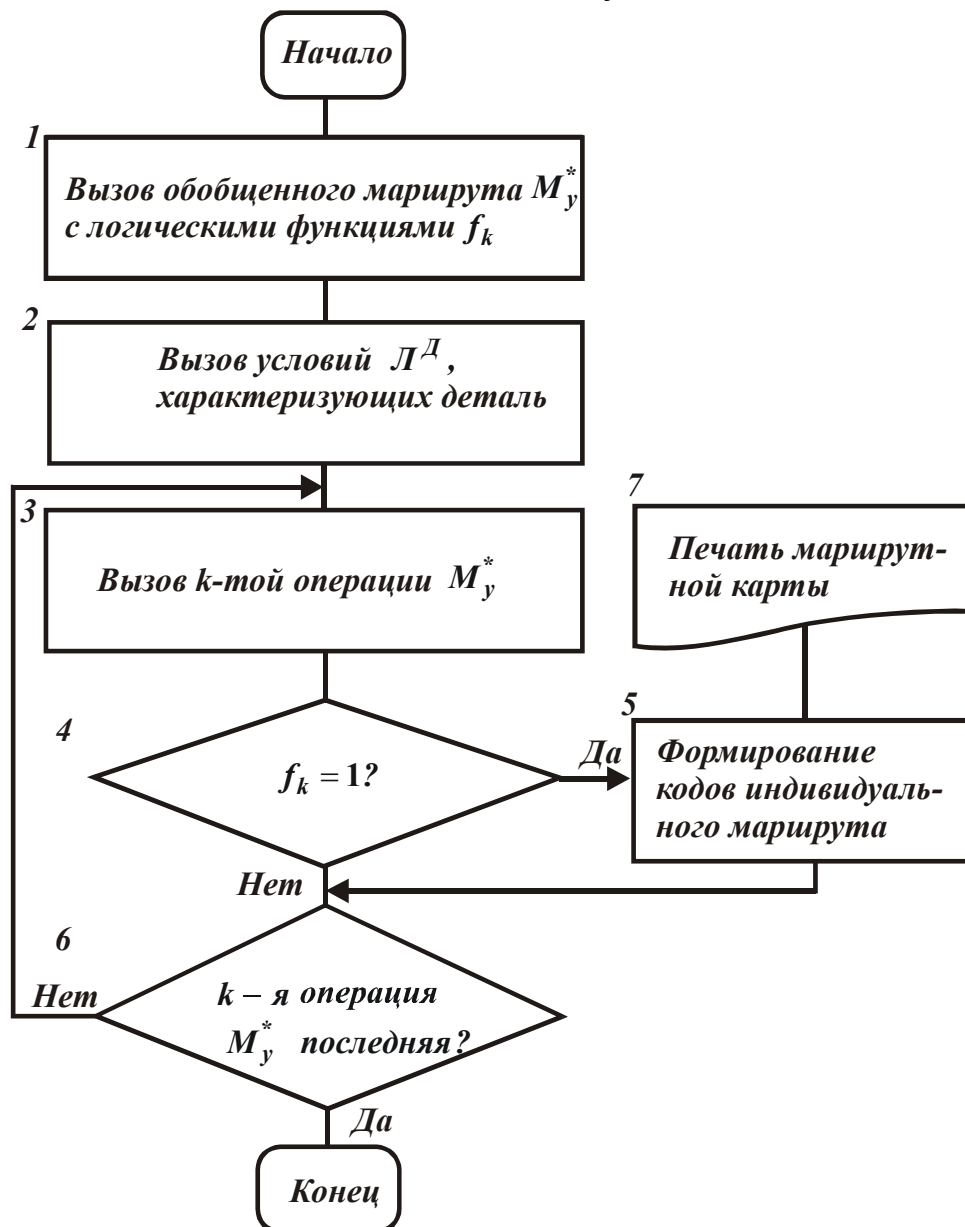 Начало
1
Вызов обобщенного маршрута M*y
с логическими функциями fk
2
Вызов условий ЛД,
характеризующих деталь
3
Вызов k-той операции M*y
7
Печать маршрут-
ной карты
4
fk = 1?
Да
5
Формирование
кодов индивидуаль-
ного маршрута
Нет
6
Нет
k – я операция
M*y последняя?
Да
Конец